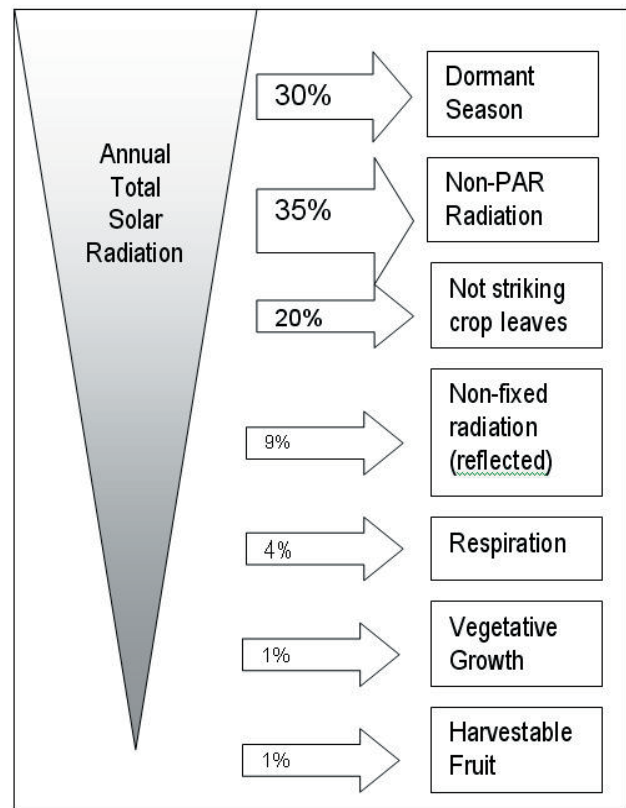 Annual
Total
Solar
Radiation
30%
Dormant
Season
35%
Non-PAR
Radiation
20%
Not striking
crop leaves
9%
Non-fixed
radiation
(reflected)
4%
Respiration
1%
Vegetative
Growth
1%
Harvestable
Fruit